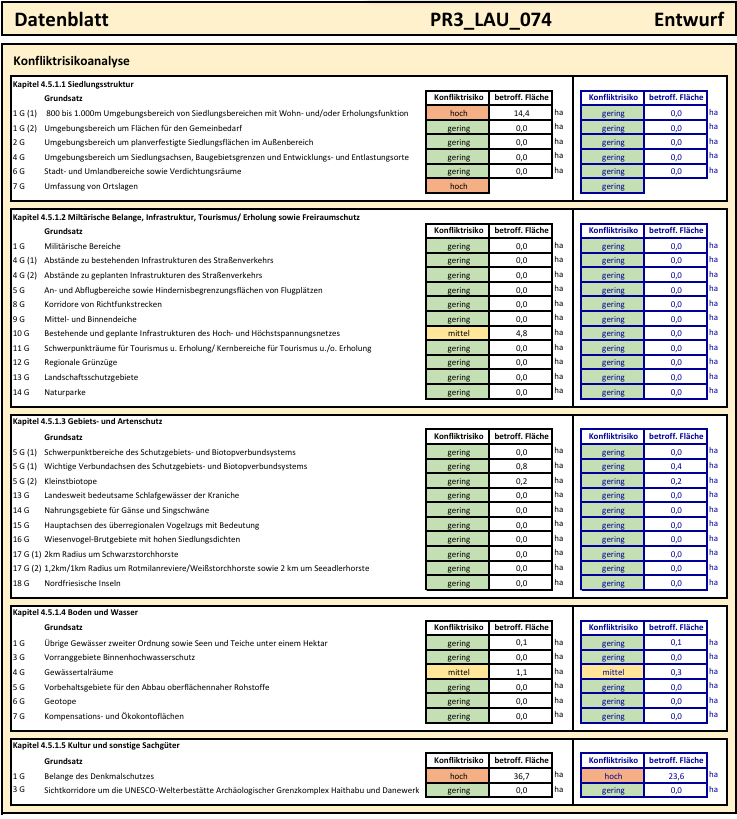 Datenblatt PR3_LAU_074 Entwurf
Konfliktrisikoanalyse
Kapitel 4.5.1.1 Siedlungsstruktur
Grundsatz Konfliktrisiko betroff. Fläche Konfliktrisiko betroff. Fläche
1 G (1) 800 bis 1.000m Umgebungsbereich von Siedlungsbereichen mit Wohn- und/oder Erholungsfunktion hoch 14,4 ha gering 0,0 ha
1 G (2) Umgebungsbereich um Flächen für den Gemeinbedarf gering 0,0 ha gering 0,0 ha
2 G Umgebungsbereich um planverfestigte Siedlungsflächen im Außenbereich gering 0,0 ha gering 0,0 ha
4 G Umgebungsbereich um Siedlungsachsen, Baugebietsgrenzen und Entwicklungs- und Entlastungsorte gering 0,0 ha gering 0,0 ha
6 G Stadt- und Umlandbereiche sowie Verdichtungsräume gering 0,0 ha gering 0,0 ha
7 G Umfassung von Ortslagen hoch gering
Kapitel 4.5.1.2 Miltärische Belange, Infrastruktur, Tourismus/ Erholung sowie Freiraumschutz
Grundsatz Konfliktrisiko betroff. Fläche Konfliktrisiko betroff. Fläche
1 G Militärische Bereiche gering 0,0 ha gering 0,0 ha
4 G (1) Abstände zu bestehenden Infrastrukturen des Straßenverkehrs gering 0,0 ha gering 0,0 ha
4 G (2) Abstände zu geplanten Infrastrukturen des Straßenverkehrs gering 0,0 ha gering 0,0 ha
5 G An- und Abflugbereiche sowie Hindernisbegrenzungsflächen von Flugplätzen gering 0,0 ha gering 0,0 ha
8 G Korridore von Richtfunkstrecken gering 0,0 ha gering 0,0 ha
9 G Mittel- und Binnendeiche gering 0,0 ha gering 0,0 ha
10 G Bestehende und geplante Infrastrukturen des Hoch- und Höchstspannungsnetzes mittel 4,8 ha gering 0,0 ha
11 G Schwerpunkträume für Tourismus u. Erholung/ Kernbereiche für Tourismus u./o. Erholung gering 0,0 ha gering 0,0 ha
12 G Regionale Grünzüge gering 0,0 ha gering 0,0 ha
13 G Landschaftsschutzgebiete gering 0,0 ha gering 0,0 ha
14 G Naturparke gering 0,0 ha gering 0,0 ha
Kapitel 4.5.1.3 Gebiets- und Artenschutz
Grundsatz Konfliktrisiko betroff. Fläche Konfliktrisiko betroff. Fläche
5 G (1) Schwerpunktbereiche des Schutzgebiets- und Biotopverbundsystems gering 0,0 ha gering 0,0 ha
5 G (1) Wichtige Verbundachsen des Schutzgebiets- und Biotopverbundsystems gering 0,8 ha gering 0,4 ha
5 G (2) Kleinstbiotope gering 0,2 ha gering 0,2 ha
13 G Landesweit bedeutsame Schlafgewässer der Kraniche gering 0,0 ha gering 0,0 ha
14 G Nahrungsgebiete für Gänse und Singschwäne gering 0,0 ha gering 0,0 ha
15 G Hauptachsen des überregionalen Vogelzugs mit Bedeutung gering 0,0 ha gering 0,0 ha
16 G Wiesenvogel-Brutgebiete mit hohen Siedlungsdichten gering 0,0 ha gering 0,0 ha
17 G (1) 2km Radius um Schwarzstorchhorste gering 0,0 ha gering 0,0 ha
17 G (2) 1,2km/1km Radius um Rotmilanreviere/Weißstorchhorste sowie 2 km um Seeadlerhorste gering 0,0 ha gering 0,0 ha
18 G Nordfriesische Inseln gering 0,0 ha gering 0,0 ha
Kapitel 4.5.1.4 Boden und Wasser
Grundsatz Konfliktrisiko betroff. Fläche Konfliktrisiko betroff. Fläche
1 G Übrige Gewässer zweiter Ordnung sowie Seen und Teiche unter einem Hektar gering 0,1 ha gering 0,1 ha
3 G Vorranggebiete Binnenhochwasserschutz gering 0,0 ha gering 0,0 ha
4 G Gewässertalräume mittel 1,1 ha mittel 0,3 ha
5 G Vorbehaltsgebiete für den Abbau oberflächennaher Rohstoffe gering 0,0 ha gering 0,0 ha
6 G Geotope gering 0,0 ha gering 0,0 ha
7 G Kompensations- und Ökokontoflächen gering 0,0 ha gering 0,0 ha
Kapitel 4.5.1.5 Kultur und sonstige Sachgüter
Grundsatz Konfliktrisiko betroff. Fläche Konfliktrisiko betroff. Fläche
1 G Belange des Denkmalschutzes hoch 36,7 ha hoch 23,6 ha
3 G Sichtkorridore um die UNESCO-Welterbestätte Archäologischer Grenzkomplex Haithabu und Danewerk gering 0,0 ha gering 0,0 ha